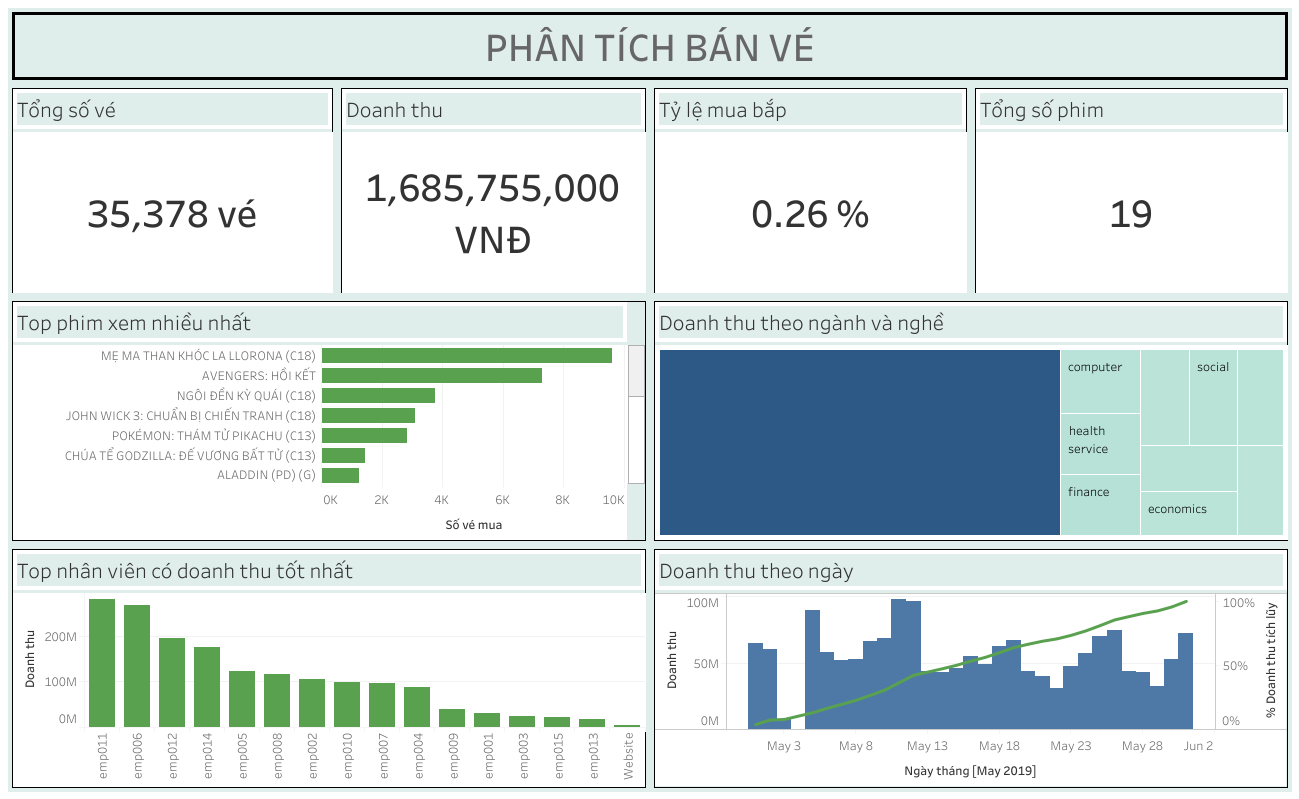 PHÂN TÍCH BÁN VÉ
Tổng số vé
Doanh thu
Tỷ lệ mua bắp
Tổng số phim
35,378 vé
1,685,755,000
VNĐ
0.26 %
19
Top phim xem nhiều nhất
MẸ MA THAN KHÓC LA LLORONA (C18)
AVENGERS: HỒI KẾT
NGÔI ĐỀN KỲ QUÁI (C18)
JOHN WICK 3: CHUẨN BỊ CHIẾN TRANH (C18)
POKÉMON: THÁM TỬ PIKACHU (C13)
CHÚA TỂ GODZILLA: ĐẾ VƯƠNG BẤT TỬ (C13)
ALADDIN (PD) (G)
0K 2K 4K 6K 8K 10K
Số vé mua
Doanh thu theo ngành và nghề
computer
social
health
service
finance
economics
Top nhân viên có doanh thu tốt nhất
Doanh thu
200M
100M
0M
emp011
emp006
emp012
emp014
emp005
emp008
emp002
emp010
emp007
emp004
emp009
emp001
emp003
emp015
emp013
Website
Doanh thu theo ngày
Doanh thu
100M
50M
0M
100%
50%
0%
% Doanh thu tích lũy
May 3 May 8 May 13 May 18 May 23 May 28 Jun 2
Ngày tháng [May 2019]